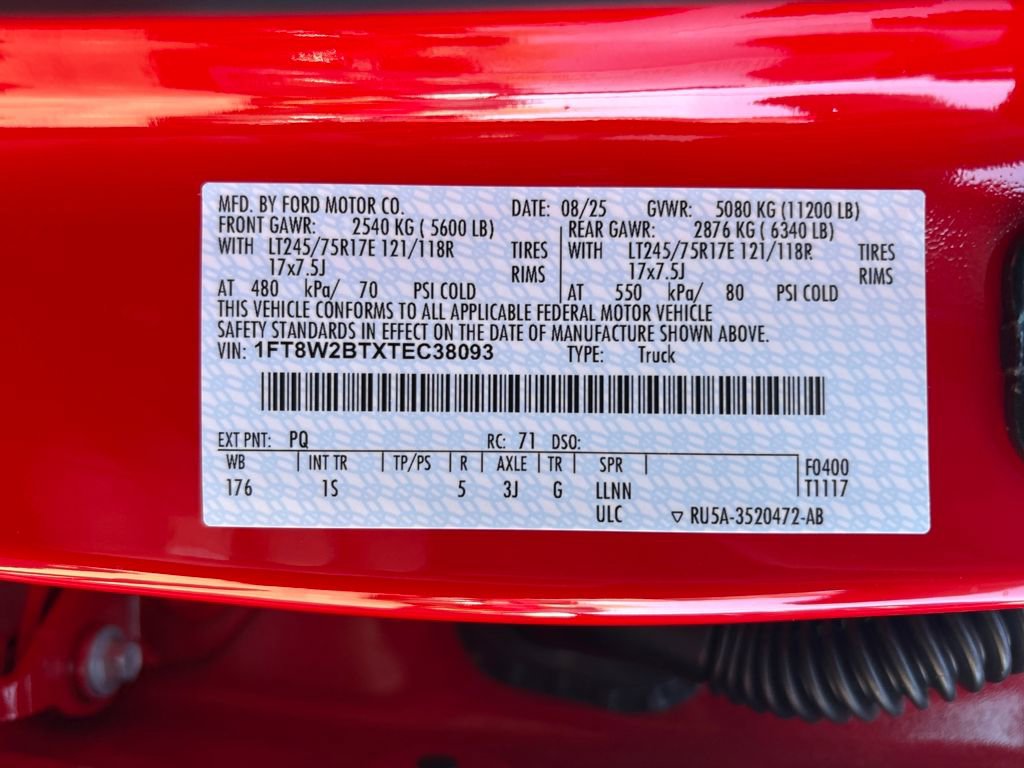 MFD. BY FORD MOTOR CO. DATE: 08/25 GVWR: 5080 KG (11200 LB)
FRONT GAWR: 2540 KG ( 5600 LB) REAR GAWR: 2876 KG ( 6340 LB)
WITH LT245/75R17E 121/118R TIRES WITH LT245/75R17E 121/118R TIRES
17x7.5J RIMS 17x7.5J RIMS
AT 480 kPa/ 70 PSI COLD AT 550 kPa/ 80 PSI COLD
THIS VEHICLE CONFORMS TO ALL APPLICABLE FEDERAL MOTOR VEHICLE
SAFETY STANDARDS IN EFFECT ON THE DATE OF MANUFACTURE SHOWN ABOVE.
VIN: 1FT8W2BTXTEC38093 TYPE: Truck
EXT PNT: PQ RC: 71 DSO:
WB INT TR TP/PS R AXLE TR SPR F0400
176 1S 5 3J G LLNN T1117
ULC ▽ RU5A-3520472-AB